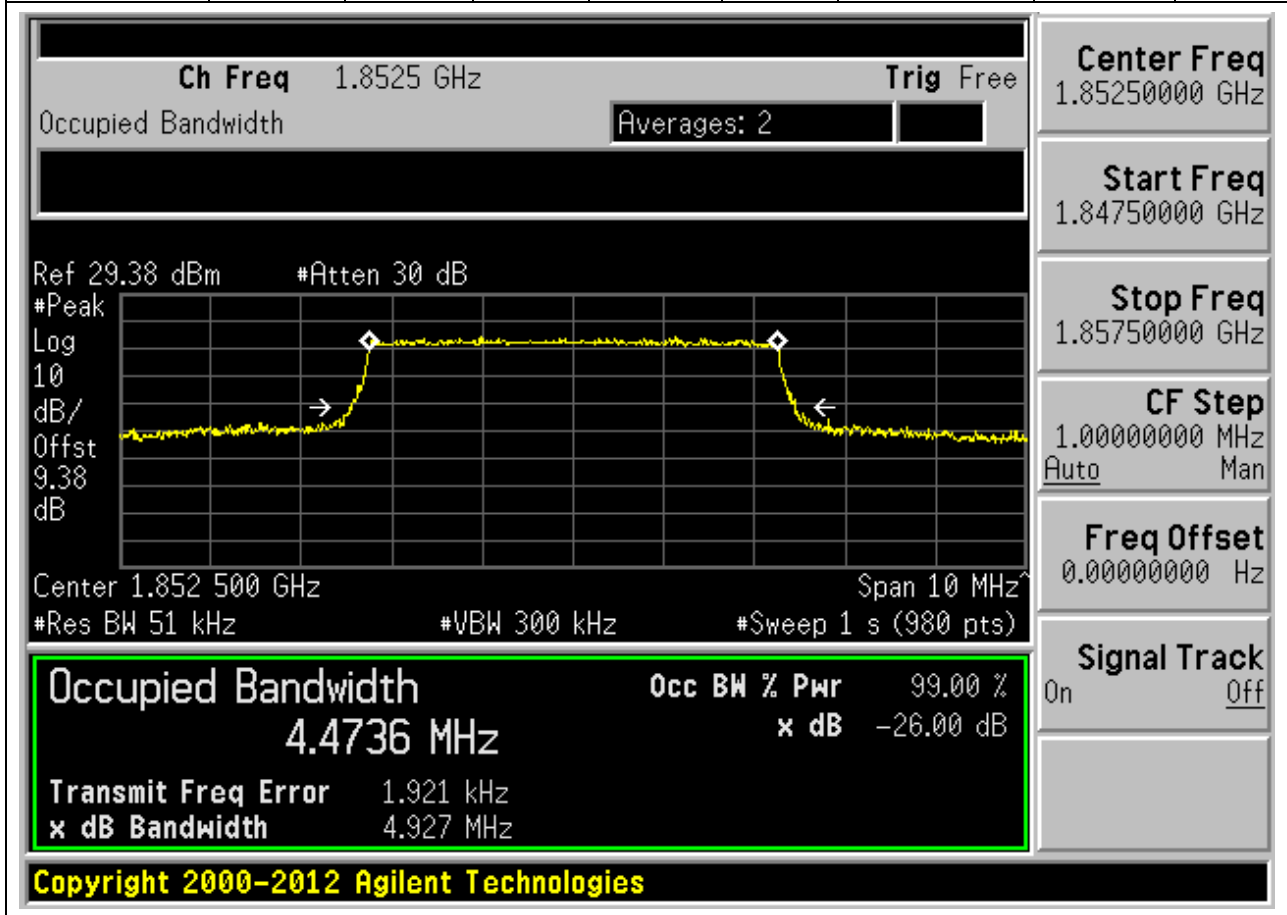 Ch Freq 1.8525 GHz Trig Free
Occupied Bandwidth Averages: 2
Ref 29.38 dBm #Atten 30 dB
#Peak
Log
10
dB/
Offst
9.38
dB
Center 1.852 500 GHz Span 10 MHz^
#Res BW 51 kHz #VBW 300 kHz #Sweep 1 s (980 pts)
Occupied Bandwidth Occ BW % Pwr 99.00 %
4.4736 MHz x dB -26.00 dB
Transmit Freq Error 1.921 kHz
x dB Bandwidth 4.927 MHz
Copyright 2000-2012 Agilent Technologies
Center Freq
1.85250000 GHz
Start Freq
1.84750000 GHz
Stop Freq
1.85750000 GHz
CF Step
1.00000000 MHz
Auto Man
Freq Offset
0.00000000 Hz
Signal Track
On Off